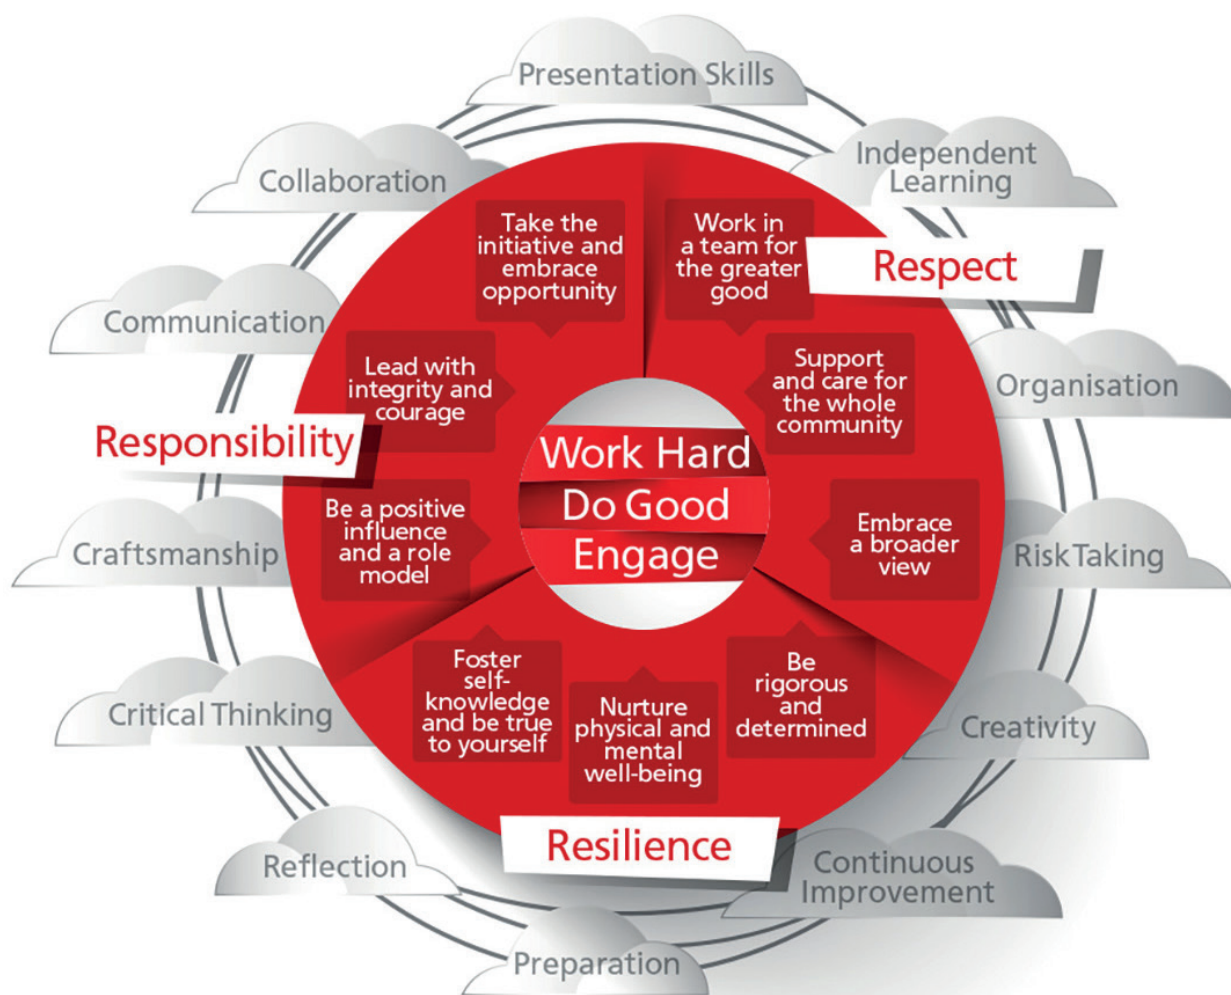 Presentation Skills
Independent
Learning
Collaboration
Respect
Take the
initiative and
embrace
opportunity
Work in
a team for
the greater
good
Communication
Organisation
Lead with
integrity and
courage
Support
and care for
the whole
community
Responsibility
Work Hard
Do Good
Engage
Be a positive
influence
and a role
model
Embrace
a broader
view
Craftsmanship
Risk Taking
Foster
self-
knowledge
and be true
to yourself
Nurture
physical and
mental
well-being
Be
rigorous
and
determined
Critical Thinking
Creativity
Resilience
Reflection
Continuous
Improvement
Preparation